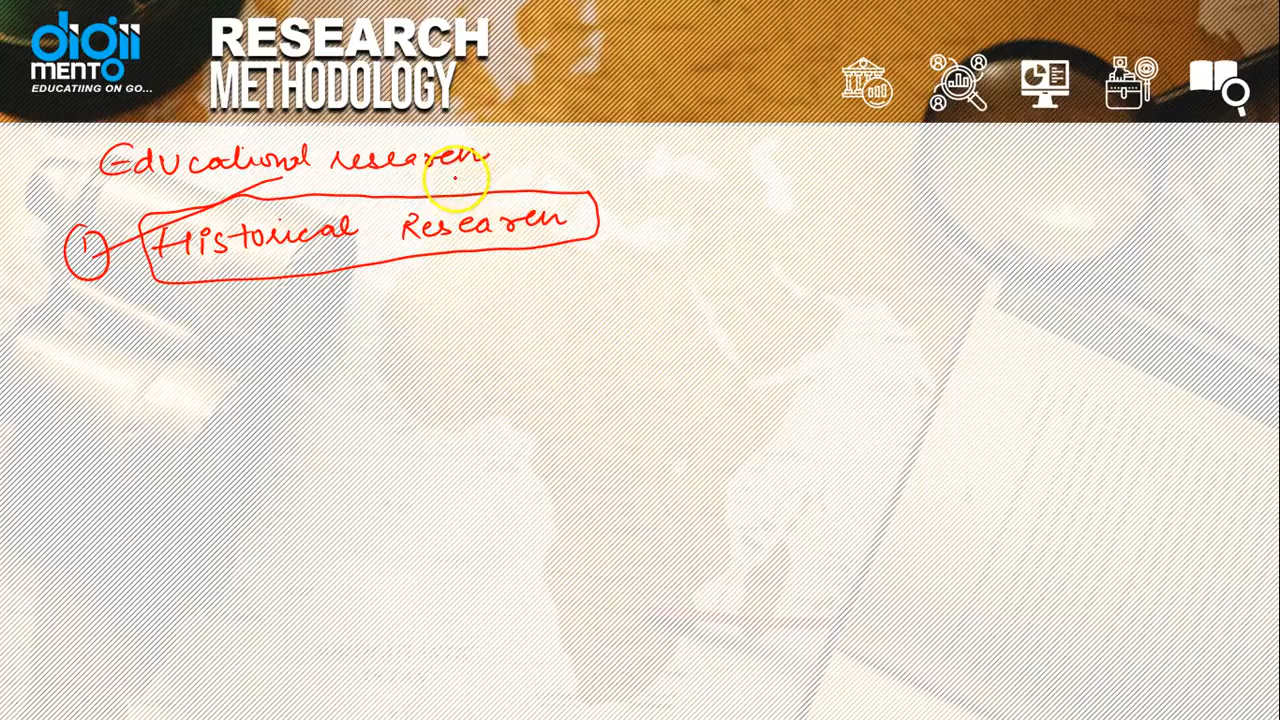 digii
MENTO
EDUCATIING ON GO...
RESEARCH
METHODOLOGY
Educational research
1 Historical Research